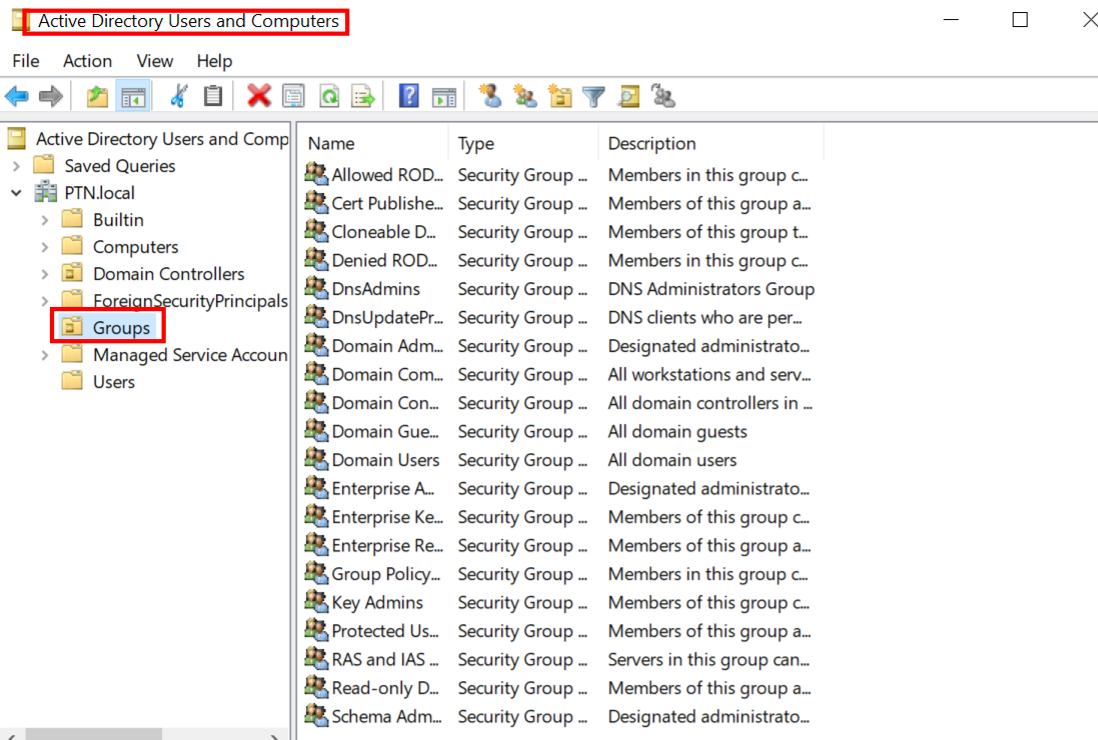 Active Directory Users and Computers
File Action View Help
Active Directory Users and Comp
Saved Queries
PTN.local
Builtin
Computers
Domain Controllers
ForeignSecurityPrincipals
Groups
Managed Service Accoun
Users
Name Type Description
Allowed ROD... Security Group ... Members in this group c...
Cert Publishe... Security Group ... Members of this group a...
Cloneable D... Security Group ... Members of this group t...
Denied ROD... Security Group ... Members in this group c...
DnsAdmins Security Group ... DNS Administrators Group
DnsUpdatePr... Security Group ... DNS clients who are per...
Domain Adm... Security Group ... Designated administrato...
Domain Com... Security Group ... All workstations and serv...
Domain Con... Security Group ... All domain controllers in ...
Domain Gue... Security Group ... All domain guests
Domain Users Security Group ... All domain users
Enterprise A... Security Group ... Designated administrato...
Enterprise Ke... Security Group ... Members of this group c...
Enterprise Re... Security Group ... Members of this group a...
Group Policy... Security Group ... Members in this group c...
Key Admins Security Group ... Members of this group c...
Protected Us... Security Group ... Members of this group a...
RAS and IAS ... Security Group ... Servers in this group can...
Read-only D... Security Group ... Members of this group a...
Schema Adm... Security Group ... Designated administrato...